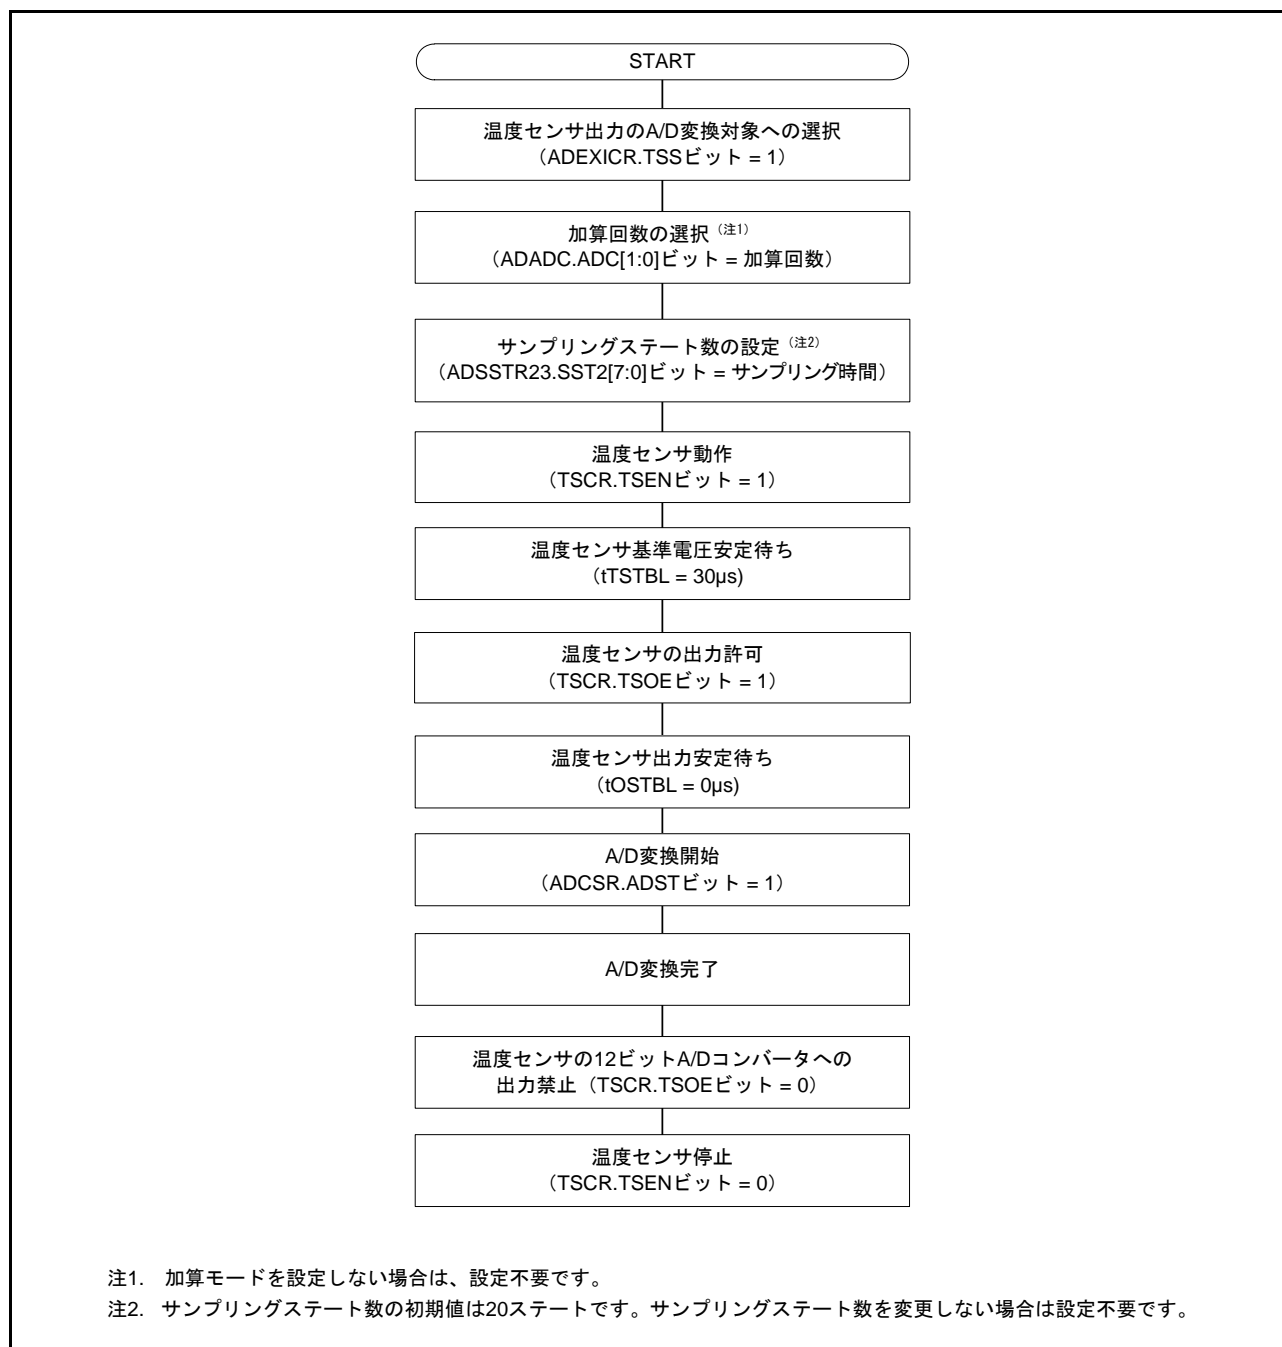 START
温度センサ出力のA/D変換対象への選択
（ADEXICR.TSSビット = 1）
加算回数の選択（注1）
（ADADC.ADC[1:0]ビット = 加算回数）
サンプリングステート数の設定（注2）
（ADSSTR23.SST2[7:0]ビット = サンプリング時間）
温度センサ動作
（TSCR.TSENビット = 1）
温度センサ基準電圧安定待ち
（tTSTBL = 30µs)
温度センサの出力許可
（TSCR.TSOEビット = 1）
温度センサ出力安定待ち
（tOSTBL = 0µs)
A/D変換開始
（ADCSR.ADSTビット = 1）
A/D変換完了
温度センサの12ビットA/Dコンバータへの
出力禁止（TSCR.TSOEビット = 0）
温度センサ停止
（TSCR.TSENビット = 0）
注1. 加算モードを設定しない場合は、設定不要です。
注2. サンプリングステート数の初期値は20ステートです。サンプリングステート数を変更しない場合は設定不要です。